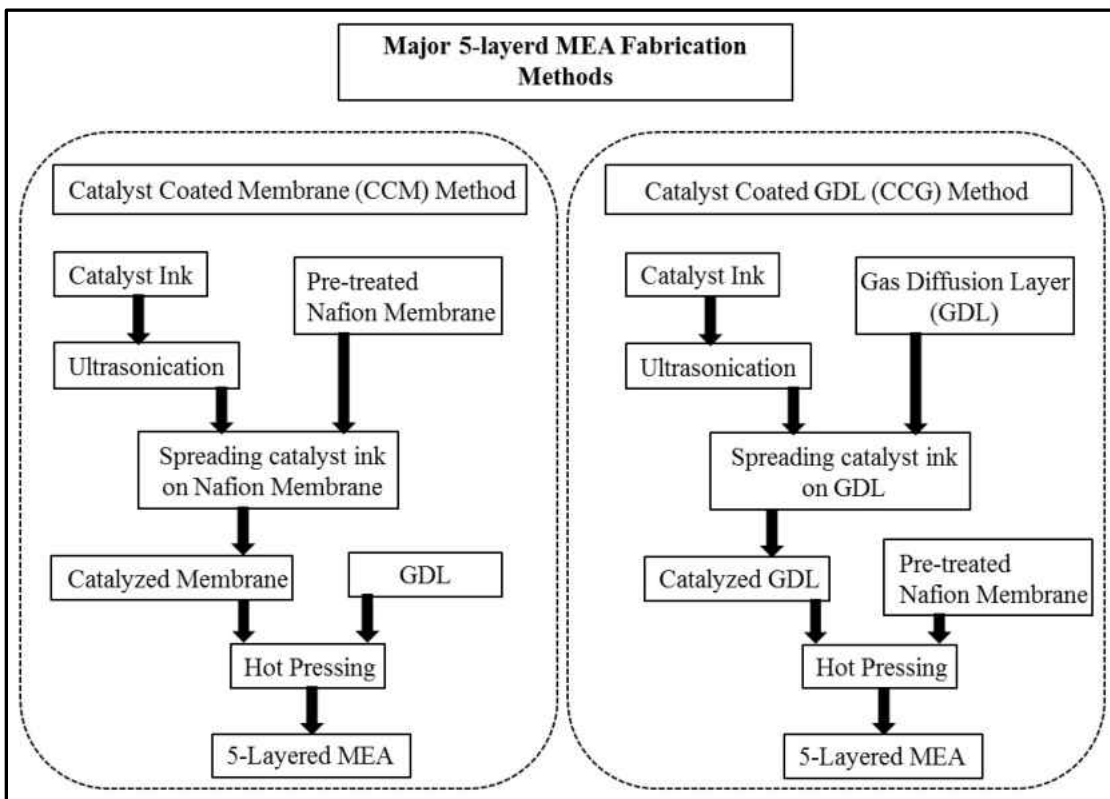 Major 5-layerd MEA Fabrication
Methods
Catalyst Coated Membrane (CCM) Method
Catalyst Ink
Pre-treated
Nafion Membrane
Ultrasonication
Spreading catalyst ink
on Nafion Membrane
Catalyzed Membrane
GDL
Hot Pressing
5-Layered MEA
Catalyst Coated GDL (CCG) Method
Catalyst Ink
Gas Diffusion Layer
(GDL)
Ultrasonication
Spreading catalyst ink
on GDL
Catalyzed GDL
Pre-treated
Nafion Membrane
Hot Pressing
5-Layered MEA